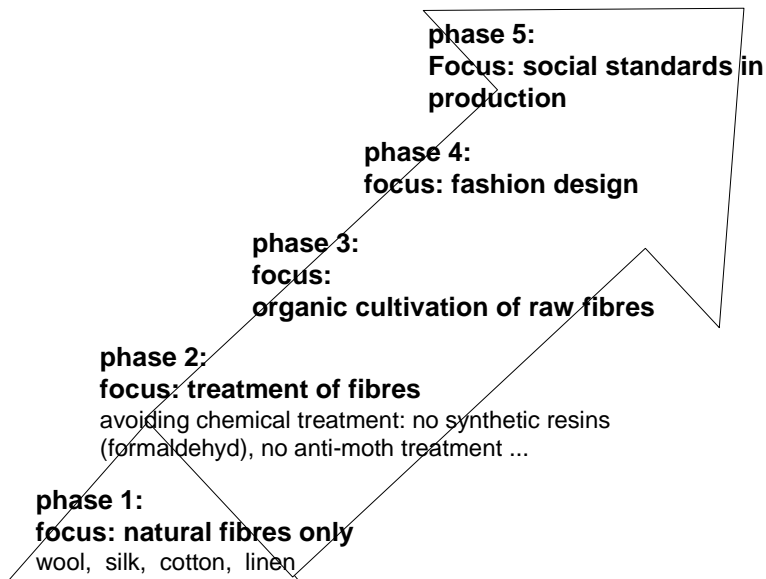 phase 5:
Focus: social standards in
production
phase 4:
focus: fashion design
phase 3:
focus:
organic cultivation of raw fibres
phase 2:
focus: treatment of fibres
avoiding chemical treatment: no synthetic resins
(formaldehyd), no anti-moth treatment ...
phase 1:
focus: natural fibres only
wool, silk, cotton, linen